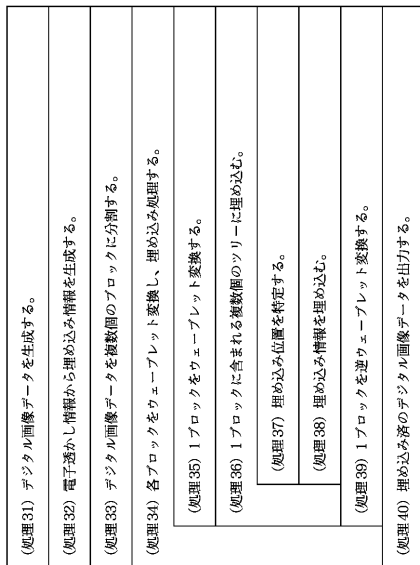 (処理31) デジタル画像データを生成する。
(処理32) 電子透かし情報から埋め込み情報を生成する。
(処理33) デジタル画像データを複数個のブロックに分割する。
(処理34) 各ブロックをウェーブレット変換し、埋め込み処理する。
(処理35) 1ブロックをウェーブレット変換する。
(処理36) 1ブロックに含まれる複数個のツリーに埋め込む。
(処理37) 埋め込み位置を特定する。
(処理38) 埋め込み情報を埋め込む。
(処理39) 1ブロックを逆ウェーブレット変換する。
(処理40) 埋め込み済のデジタル画像データを出力する。